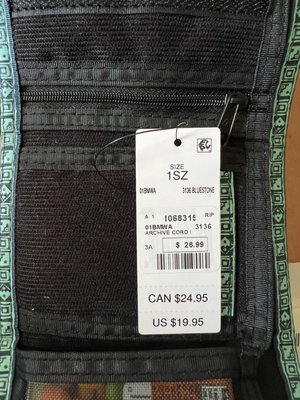 SIZE
1SZ
01BMWA 3136 BLUESTONE
A 1 1068315 R/P
01BMWA 3136
ARCHIVE CORD
3A $ 26.99
CAN $24.95
US $19.95